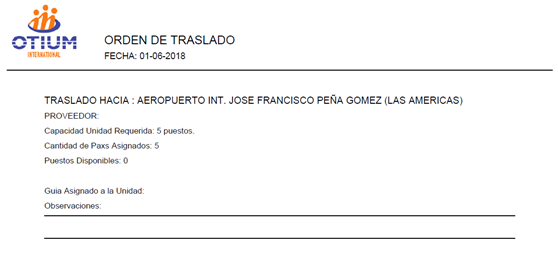 OTIUM
INTERNATIONAL
ORDEN DE TRASLADO
FECHA: 01-06-2018
TRASLADO HACIA : AEROPUERTO INT. JOSE FRANCISCO PEÑA GOMEZ (LAS AMERICAS)
PROVEEDOR:
Capacidad Unidad Requerida: 5 puestos.
Cantidad de Paxs Asignados: 5
Puestos Disponibles: 0
Guia Asignado a la Unidad:
Observaciones: